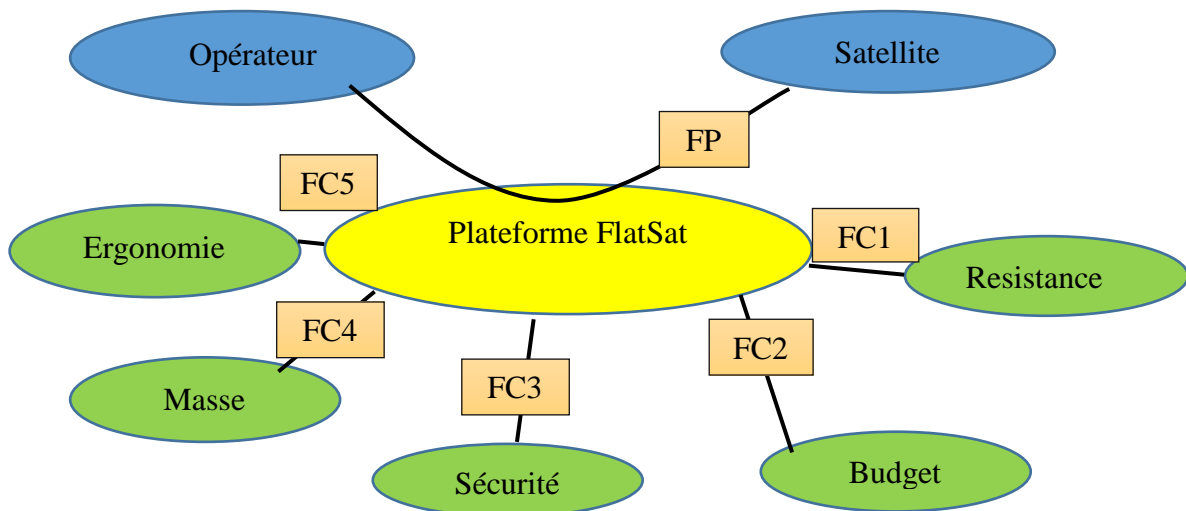 Opérateur
Satellite
FP
FC5
Plateforme FlatSat
FC1
Ergonomie
Resistance
FC4
FC2
FC3
Masse
Sécurité
Budget